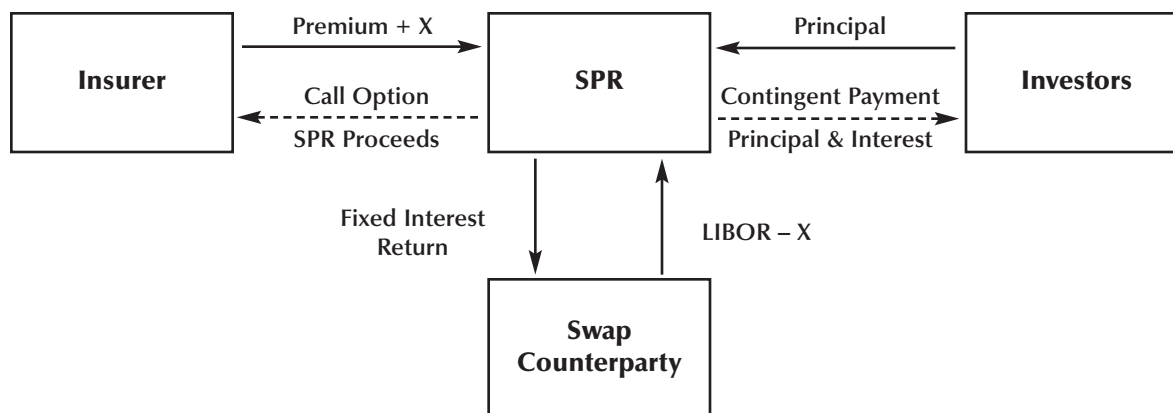 Premium + X
Principal
Insurer
SPR
Investors
Call Option
SPR Proceeds
Contingent Payment
Principal & Interest
Fixed Interest
Return
LIBOR – X
Swap
Counterparty